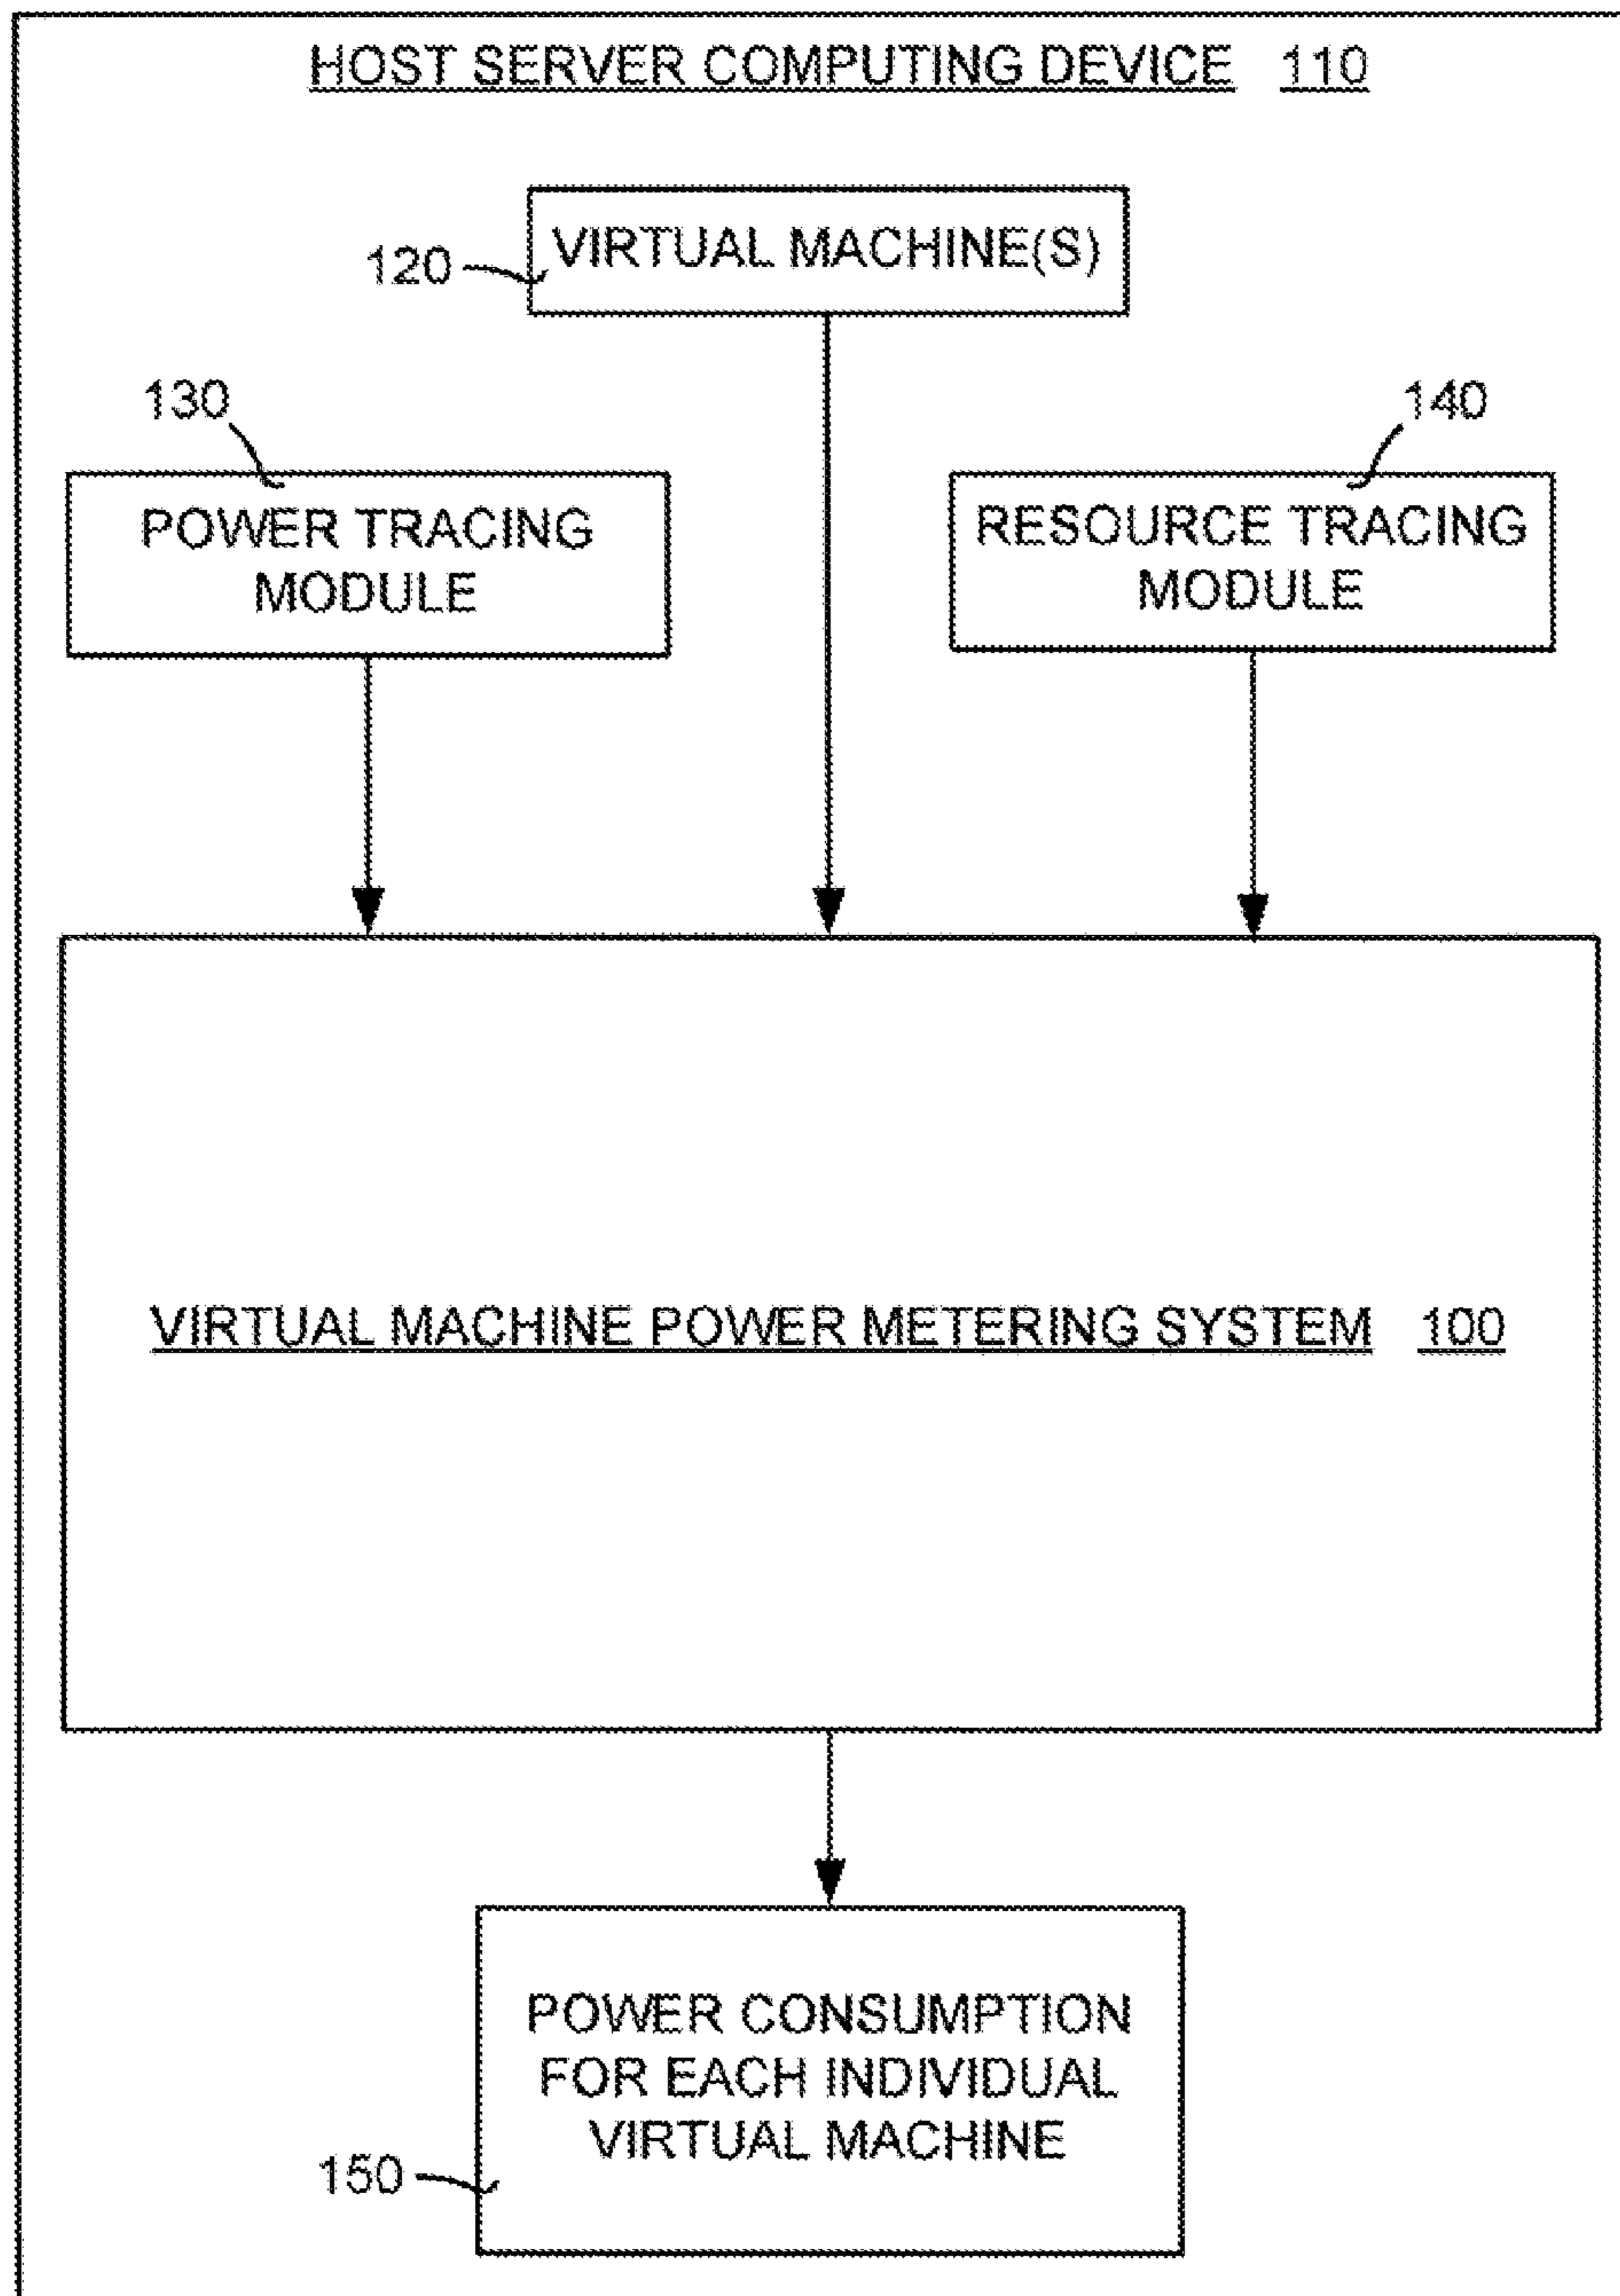 HOST SERVER COMPUTING DEVICE 110
VIRTUAL MACHINE(S)
120
130
140
POWER TRACING
MODULE
RESOURCE TRACING
MODULE
VIRTUAL MACHINE POWER METERING SYSTEM 100
POWER CONSUMPTION
FOR EACH INDIVIDUAL
VIRTUAL MACHINE
150